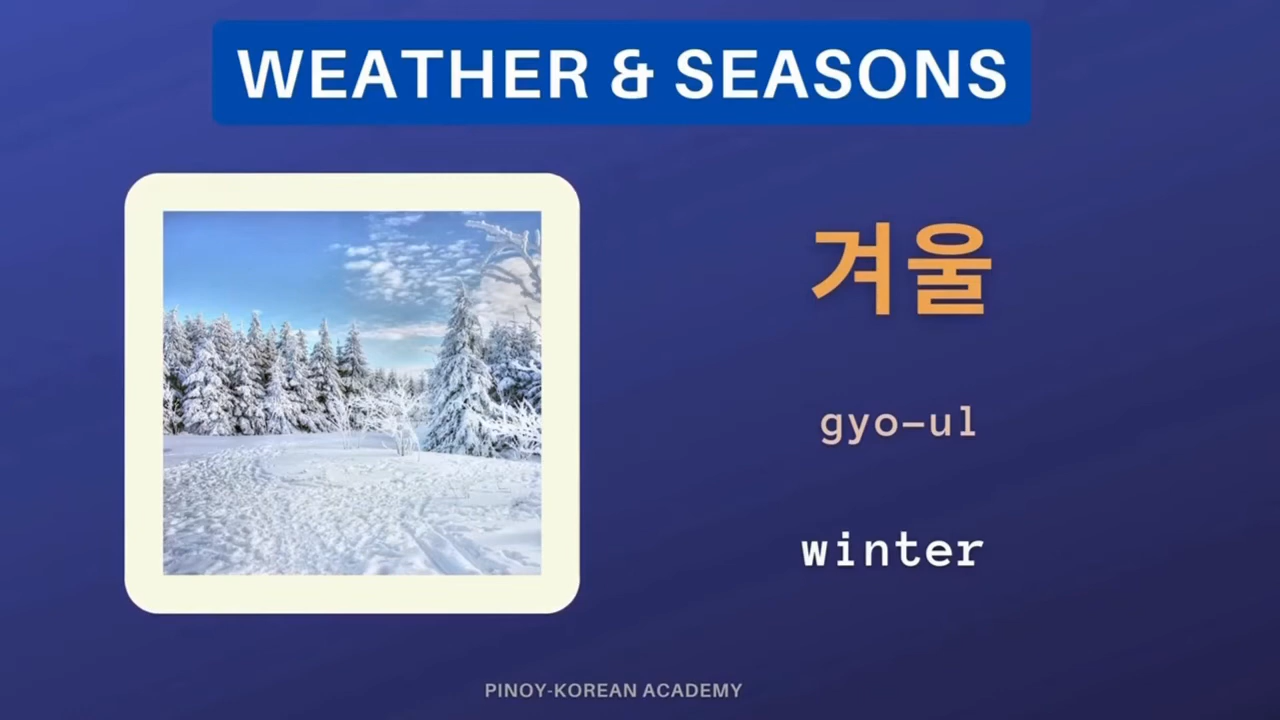 WEATHER & SEASONS
겨울
gyo-ul
winter
PINOY-KOREAN ACADEMY